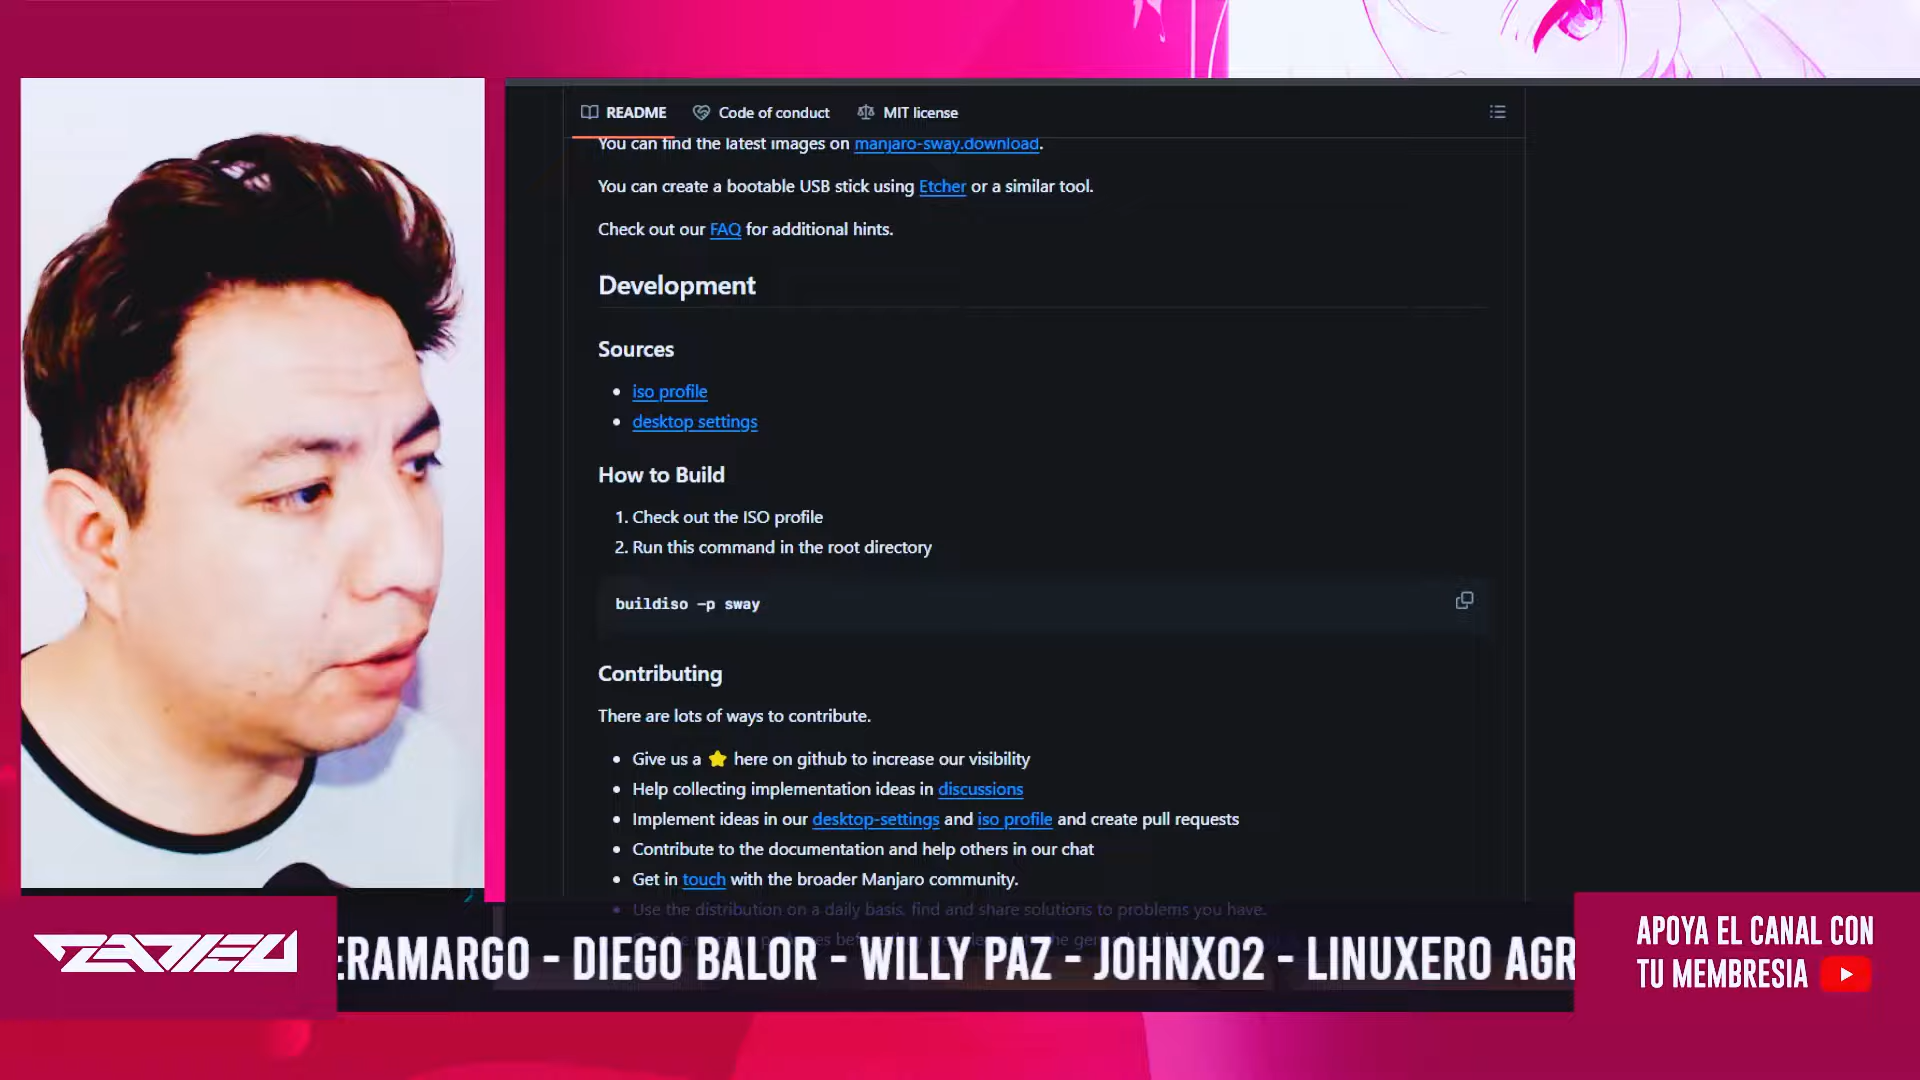 README
Code of conduct
MIT license
You can find the latest images on manjaro-sway.download.
You can create a bootable USB stick using Etcher or a similar tool.
Check out our FAQ for additional hints.
Development
Sources
iso profile
desktop settings
How to Build
1. Check out the ISO profile
2. Run this command in the root directory
buildiso -p sway
Contributing
There are lots of ways to contribute.
Give us a ⭐ here on github to increase our visibility
Help collecting implementation ideas in discussions
Implement ideas in our desktop-settings and iso profile and create pull requests
Contribute to the documentation and help others in our chat
Get in touch with the broader Manjaro community.
Use the distribution on a daily basis, find and share solutions to problems you have.
ERAMARGO - DIEGO BALOR - WILLY PAZ - JOHNX02 - LINUXERO AGR
APOYA EL CANAL CON
TU MEMBRESIA